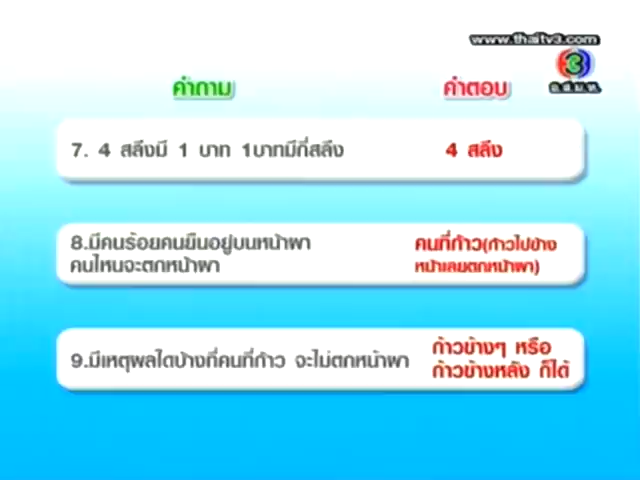 www.thaitv3.com
3
อ.ส.ม.ท.
คำถาม
คำตอบ
7. 4 สลึงมี 1 บาท 1บาทมีกี่สลึง
4 สลึง
8.มีคนร้อยคนยืนอยู่บนหน้าผา
คนไหนจะตกหน้าผา
คนที่ก้าว(ก้าวไปข้าง
หน้าเลยตกหน้าผา)
9.มีเหตุพลใดบ้างที่คนที่ก้าว จะไม่ตกหน้าผา
ก้าวข้างๆ หรือ
ก้าวข้างหลัง ก็ได้